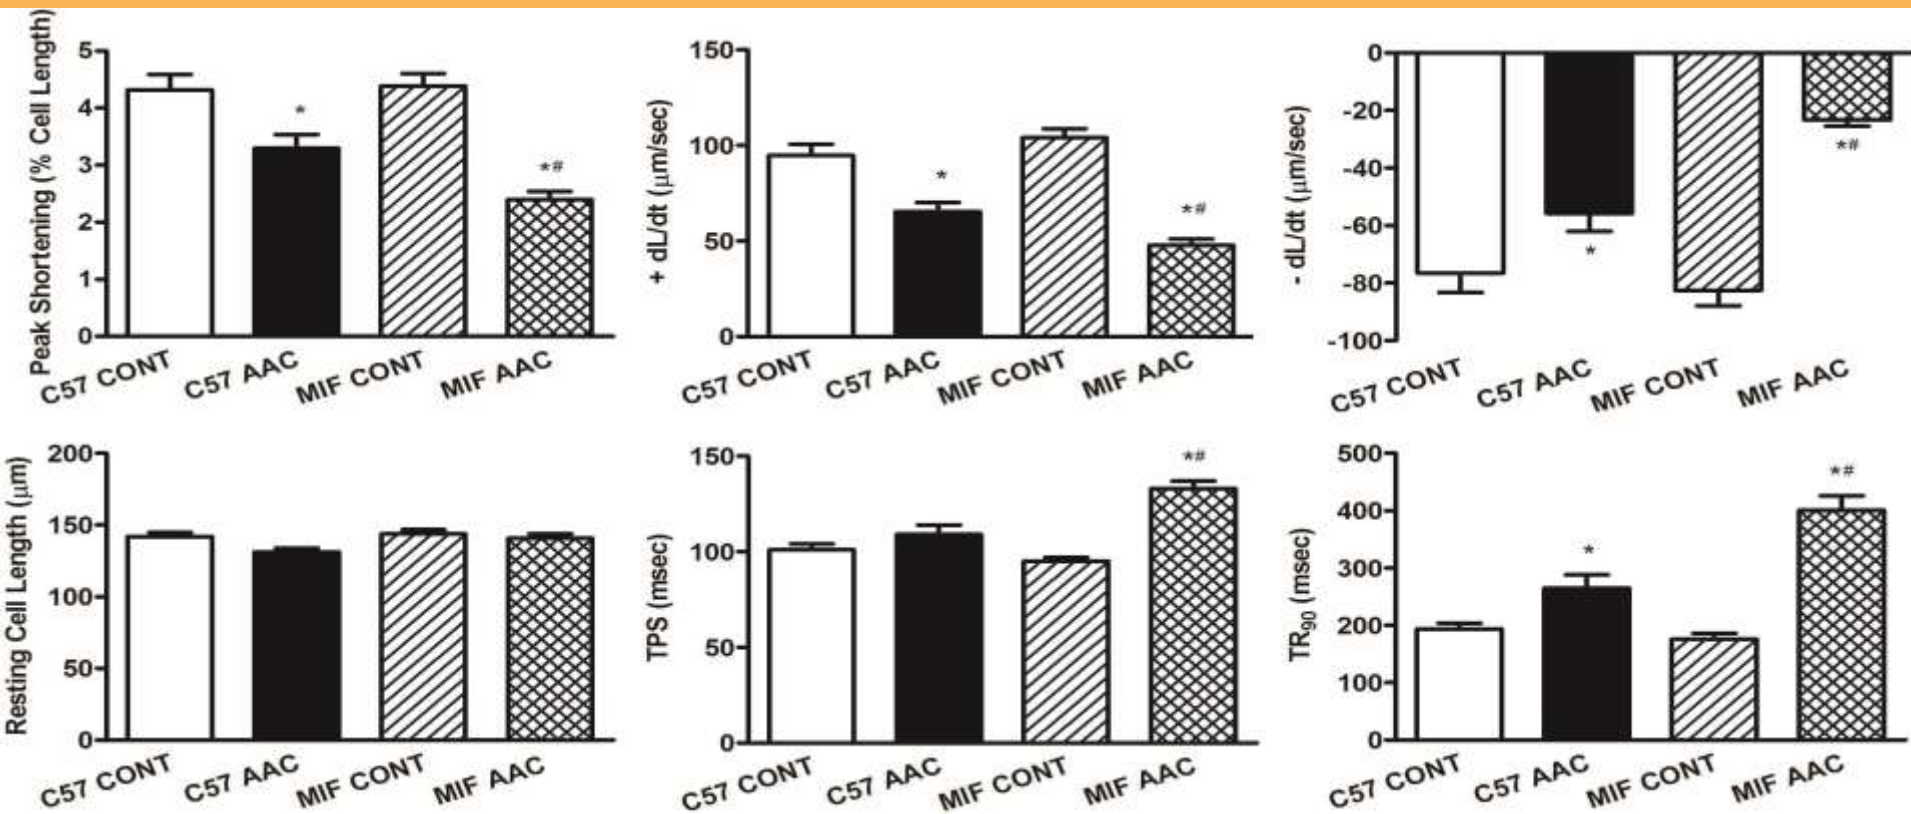 Peak Shortening (% Cell Length)
5
4
3
2
1
0
*
*#
C57 CONT
C57 AAC
MIF CONT
MIF AAC
+ dL/dt (μm/sec)
150
100
50
0
*
*#
C57 CONT
C57 AAC
MIF CONT
MIF AAC
- dL/dt (μm/sec)
0
-20
-40
-60
-80
-100
*
*#
C57 CONT
C57 AAC
MIF CONT
MIF AAC
Resting Cell Length (μm)
200
150
100
50
0
C57 CONT
C57 AAC
MIF CONT
MIF AAC
TPS (msec)
150
100
50
0
*#
C57 CONT
C57 AAC
MIF CONT
MIF AAC
TR90 (msec)
500
400
300
200
100
0
*
*#
C57 CONT
C57 AAC
MIF CONT
MIF AAC